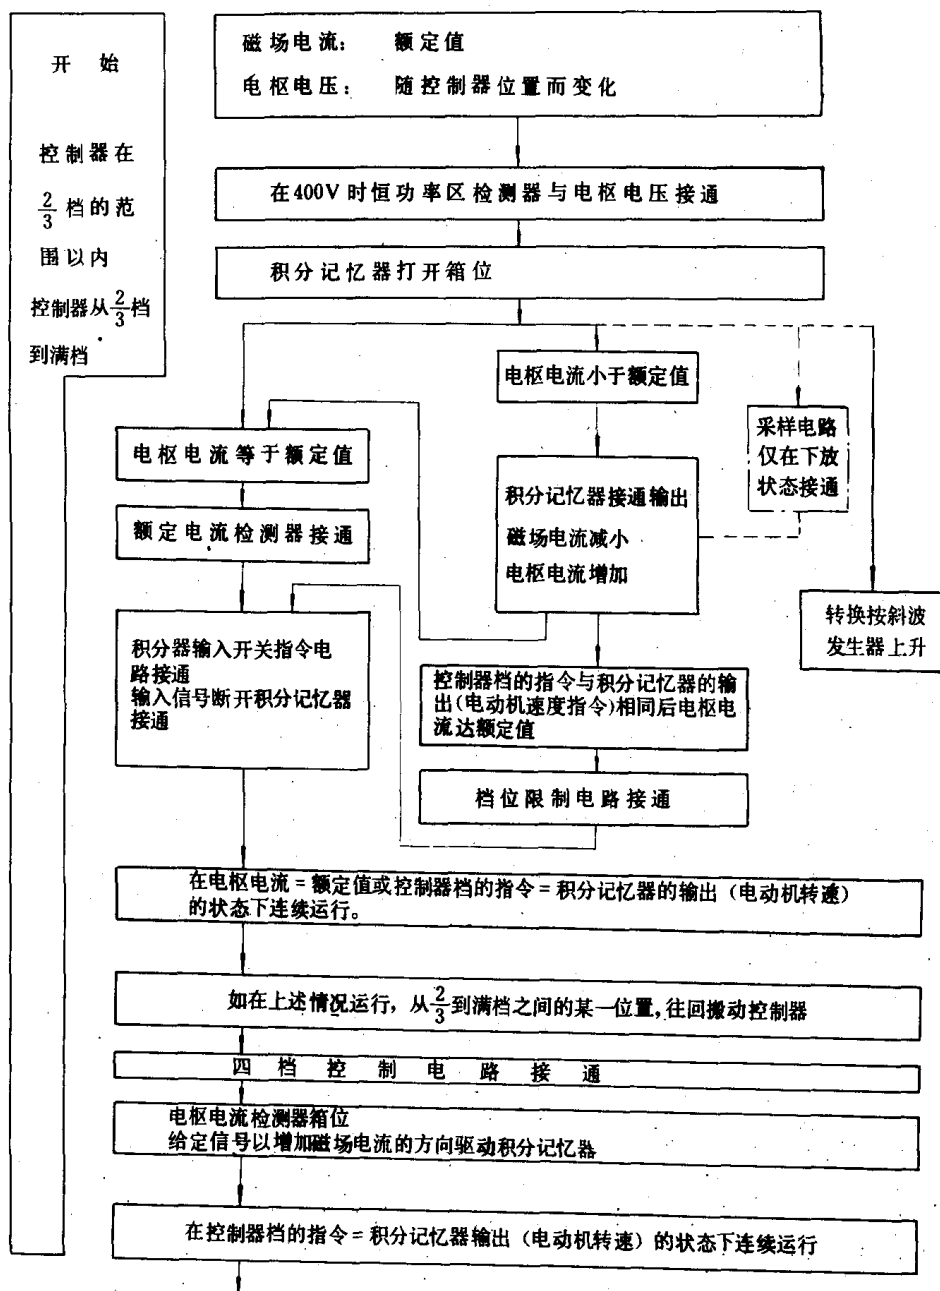 开 始
控制器在
2/3 档的范
围以内
控制器从2/3档
到满档
磁场电流： 额定值
电枢电压： 随控制器位置而变化
在400V时恒功率区检测器与电枢电压接通
积分记忆器打开箱位
电枢电流小于额定值
采样电路
仅在下放
状态接通
电枢电流等于额定值
额定电流检测器接通
积分记忆器接通输出
磁场电流减小
电枢电流增加
转换按斜波
发生器上升
积分器输入开关指令电
路接通
输入信号断开积分记忆器
接通
控制器档的指令与积分记忆器的输
出(电动机速度指令)相同后电枢电
流达额定值
档位限制电路接通
在电枢电流=额定值或控制器档的指令=积分记忆器的输出（电动机转速）
的状态下连续运行。
如在上述情况运行，从2/3到满档之间的某一位置,往回搬动控制器
四档控制电路接通
电枢电流检测器箱位
给定信号以增加磁场电流的方向驱动积分记忆器
在控制器档的指令=积分记忆器输出（电动机转速）的状态下连续运行